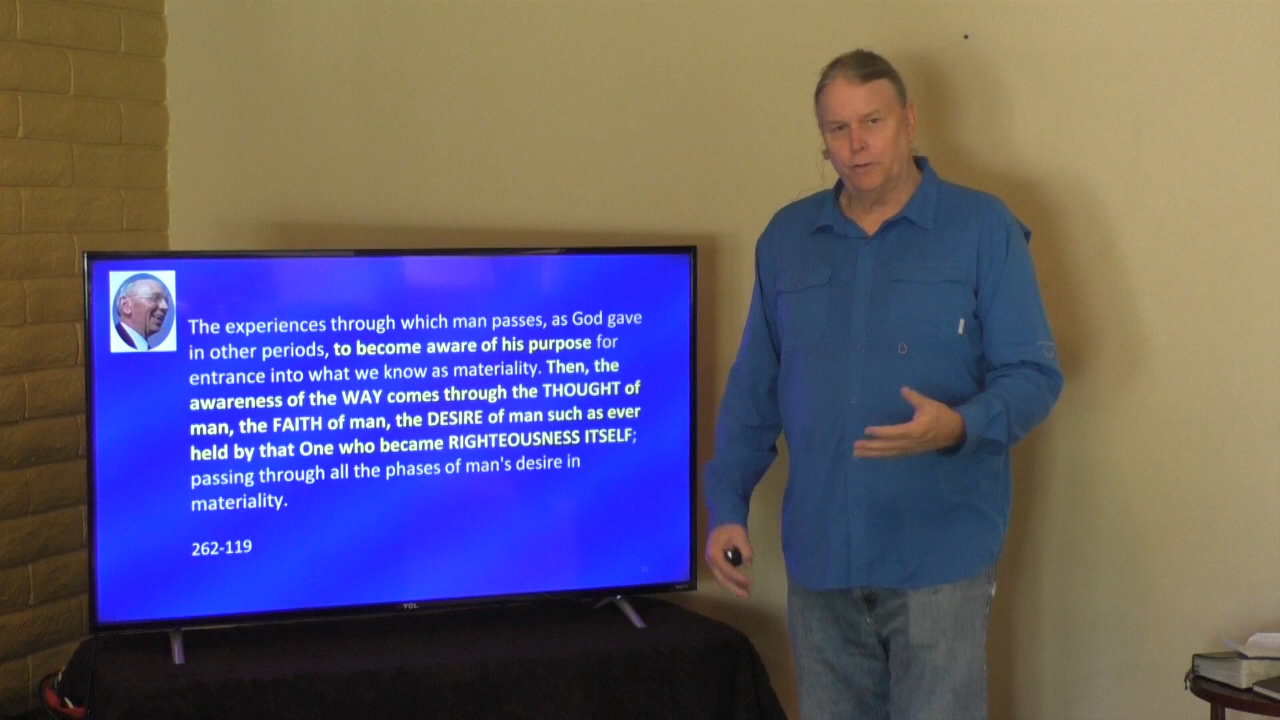 The experiences through which man passes, as God gave
in other periods, to become aware of his purpose for
entrance into what we know as materiality. Then, the
awareness of the WAY comes through the THOUGHT of
man, the FAITH of man, the DESIRE of man such as ever
held by that One who became RIGHTEOUSNESS ITSELF;
passing through all the phases of man's desire in
materiality.
262-119
TCL